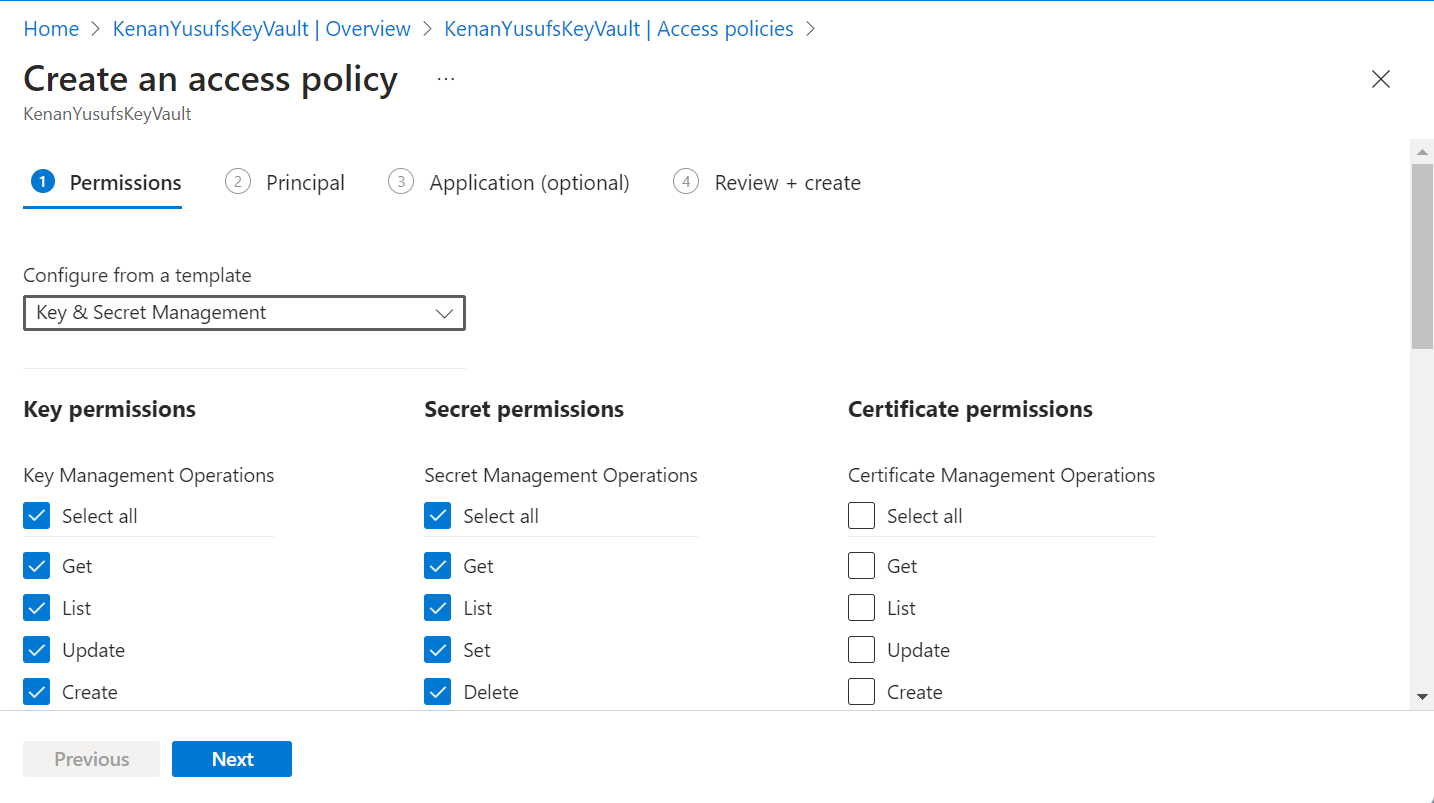 Home > KenanYusufsKeyVault | Overview > KenanYusufsKeyVault | Access policies >
Create an access policy ...
KenanYusufsKeyVault
1 Permissions 2 Principal 3 Application (optional) 4 Review + create
Configure from a template
Key & Secret Management
Key permissions Secret permissions Certificate permissions
Key Management Operations Secret Management Operations Certificate Management Operations
Select all Select all Select all
Get Get Get
List List List
Update Set Update
Create Delete Create
Previous Next